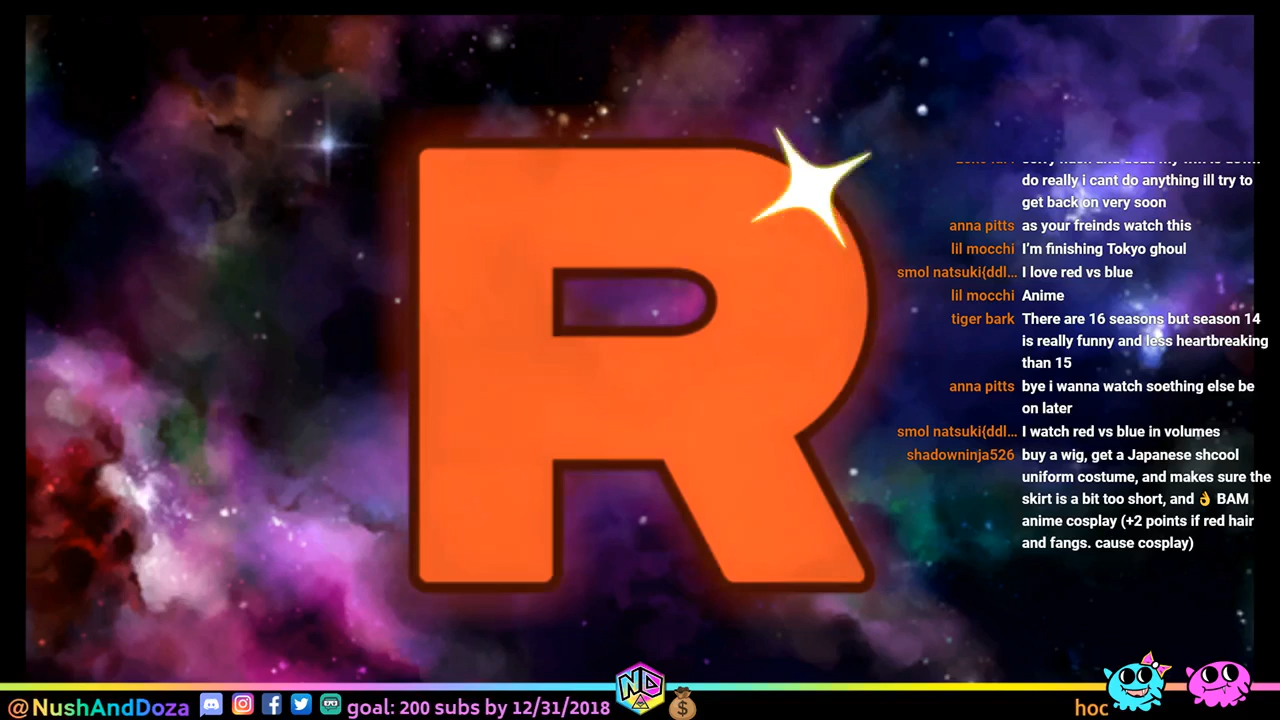 R
do really i cant do anything ill try to
get back on very soon
anna pitts as your freinds watch this
lil mocchi I'm finishing Tokyo ghoul
smol natsuki{ddl... I love red vs blue
lil mocchi Anime
tiger bark There are 16 seasons but season 14
is really funny and less heartbreaking
than 15
anna pitts bye i wanna watch soething else be
on later
smol natsuki{ddl... I watch red vs blue in volumes
shadowninja526 buy a wig, get a Japanese shcool
uniform costume, and makes sure the
skirt is a bit too short, and 👌 BAM
anime cosplay (+2 points if red hair
and fangs. cause cosplay)
@NushAndDoza goal: 200 subs by 12/31/2018 ND $ hoc